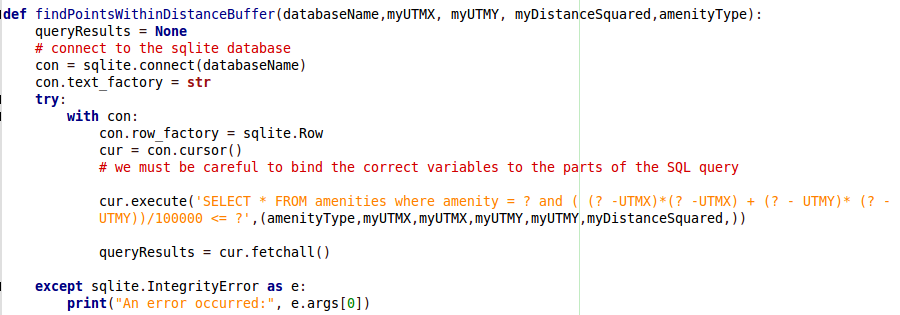 def findPointsWithinDistanceBuffer(databaseName,myUTMX, myUTMY, myDistanceSquared,amenityType):
    queryResults = None
    # connect to the sqlite database
    con = sqlite.connect(databaseName)
    con.text_factory = str
    try:
        with con:
            con.row_factory = sqlite.Row
            cur = con.cursor()
            # we must be careful to bind the correct variables to the parts of the SQL query

            cur.execute('SELECT * FROM amenities where amenity = ? and ( (? -UTMX)*(? -UTMX) + (? - UTMY)* (? -
            UTMY))/100000 <= ?',(amenityType,myUTMX,myUTMX,myUTMY,myUTMY,myDistanceSquared,))

            queryResults = cur.fetchall()

    except sqlite.IntegrityError as e:
        print("An error occurred:", e.args[0])